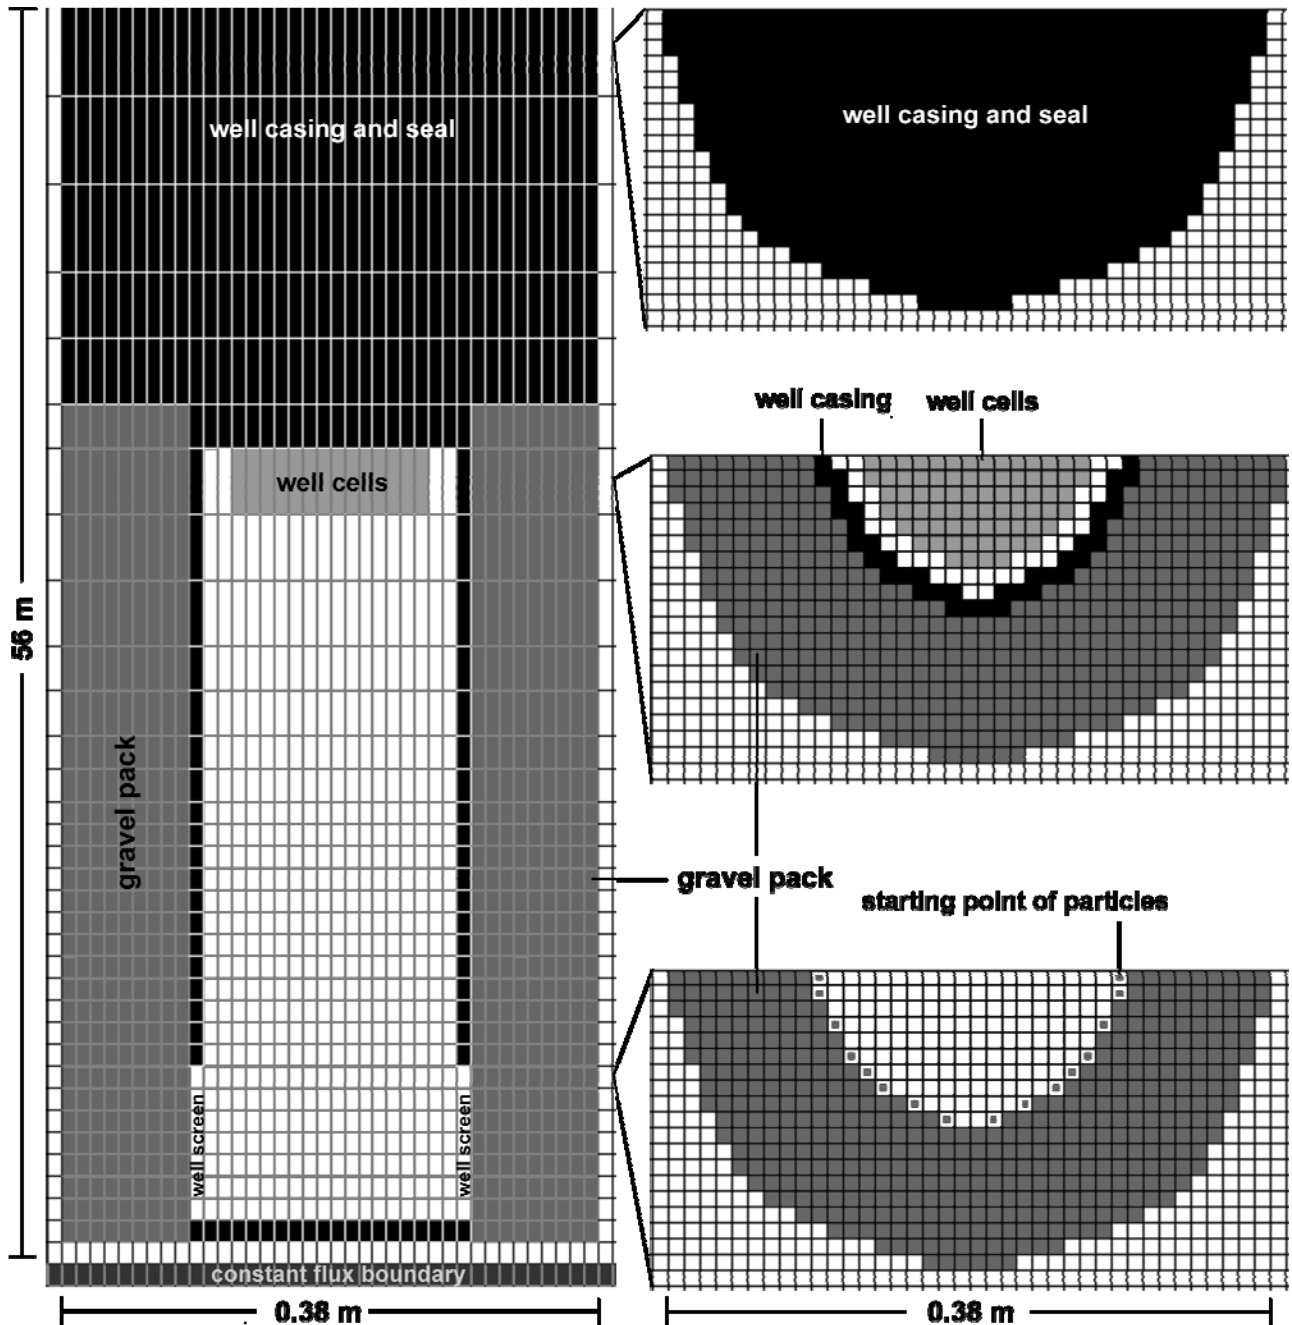 well casing and seal
well casing and seal
well casing
well cells
well cells
56 m
gravel pack
gravel pack
starting point of particles
well screen
well screen
constant flux boundary
0.38 m
0.38 m